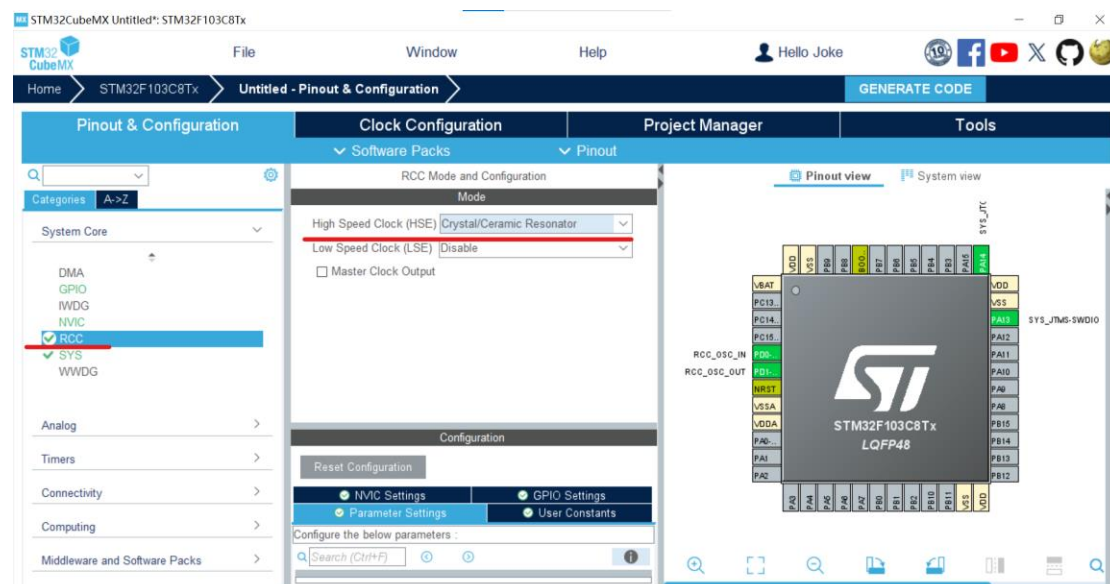 MX STM32CubeMX Untitled*: STM32F103C8Tx
STM32 CubeMX File Window Help Hello Joke
Home STM32F103C8Tx Untitled - Pinout & Configuration GENERATE CODE
Pinout & Configuration Clock Configuration Project Manager Tools
Software Packs Pinout
Categories A->Z
System Core
DMA
GPIO
IWDG
NVIC
RCC
SYS
WWDG
Analog
Timers
Connectivity
Computing
Middleware and Software Packs
RCC Mode and Configuration
Mode
High Speed Clock (HSE) Crystal/Ceramic Resonator
Low Speed Clock (LSE) Disable
Master Clock Output
Configuration
Reset Configuration
NVIC Settings GPIO Settings
Parameter Settings User Constants
Configure the below parameters :
Search (Ctrl+F)
Pinout view System view
SYS_JTC
VDD VSS PB9 PB8 BOO.. PB7 PB6 PB5 PB4 PB3 PA15 PA14
VBAT VDD
PC13.. VSS
PC14.. PA13 SYS_JTMS-SWDIO
PC15.. PA12
RCC_OSC_IN PD0-.. PA11
RCC_OSC_OUT PD1-.. PA10
NRST PA9
VSSA PA8
VDDA PB15
PA0-.. PB14
PA1 PB13
PA2 PB12
STM32F103C8Tx
LQFP48
PA3 PA4 PA5 PA6 PA7 PB0 PB1 PB2 PB10 PB11 VSS VDD